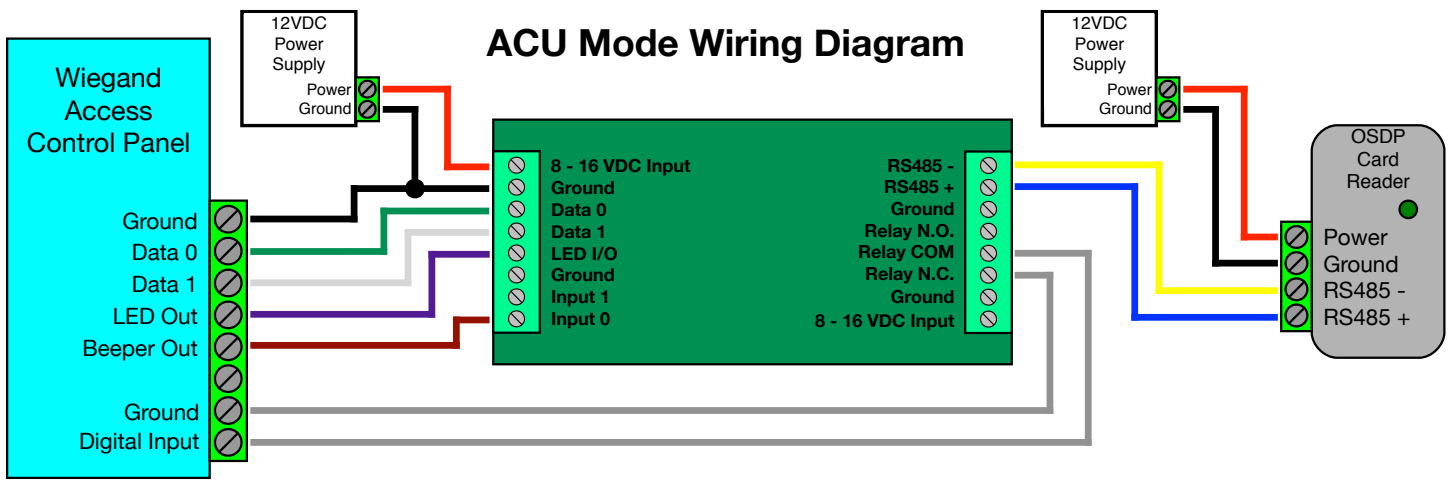 ACU Mode Wiring Diagram
Wiegand
Access
Control Panel
Ground
Data 0
Data 1
LED Out
Beeper Out
Ground
Digital Input
12VDC
Power
Supply
Power
Ground
8 - 16 VDC Input
Ground
Data 0
Data 1
LED I/O
Ground
Input 1
Input 0
RS485 -
RS485 +
Ground
Relay N.O.
Relay COM
Relay N.C.
Ground
8 - 16 VDC Input
12VDC
Power
Supply
Power
Ground
OSDP
Card
Reader
Power
Ground
RS485 -
RS485 +